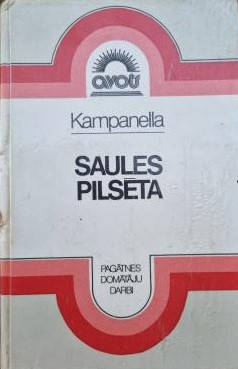 avots
Kampanella
SAULES
PILSĒTA
PAGĀTNES
DOMĀTĀJU
DARBI